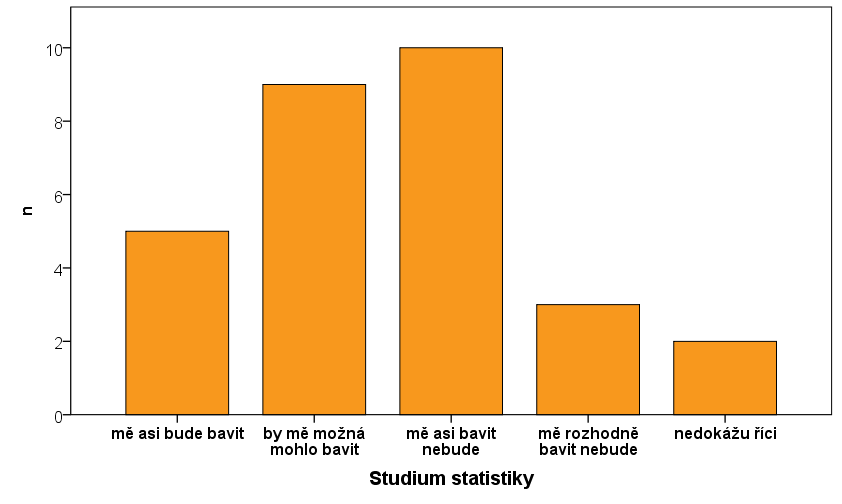 10
8
6
4
2
0
n
mě asi bude bavit
by mě možná
mohlo bavit
mě asi bavit
nebude
mě rozhodně
bavit nebude
nedokážu říci
Studium statistiky